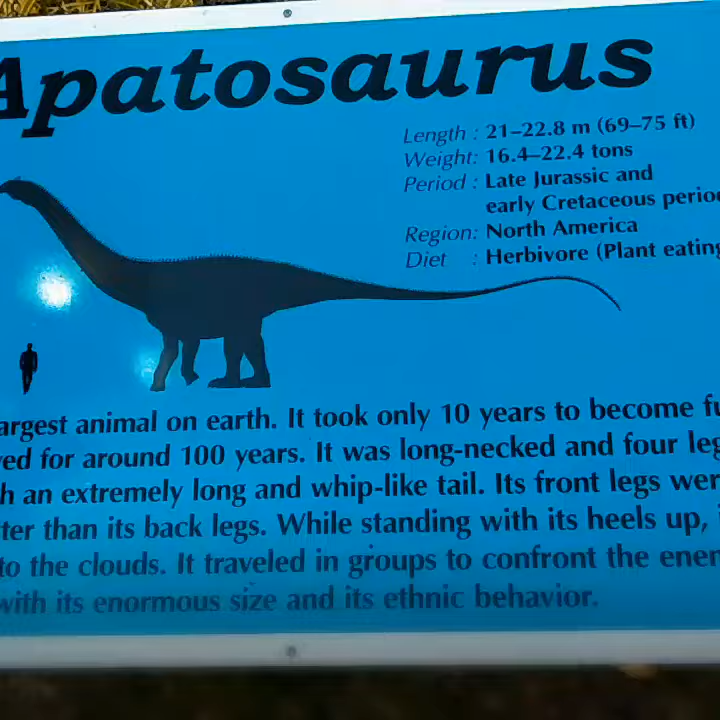 Apatosaurus
Length : 21–22.8 m (69–75 ft)
Weight: 16.4–22.4 tons
Period : Late Jurassic and
early Cretaceous perio
Region: North America
Diet : Herbivore (Plant eating
argest animal on earth. It took only 10 years to become fu
ed for around 100 years. It was long-necked and four leg
h an extremely long and whip-like tail. Its front legs wer
ter than its back legs. While standing with its heels up, i
to the clouds. It traveled in groups to confront the ener
with its enormous size and its ethnic behavior.